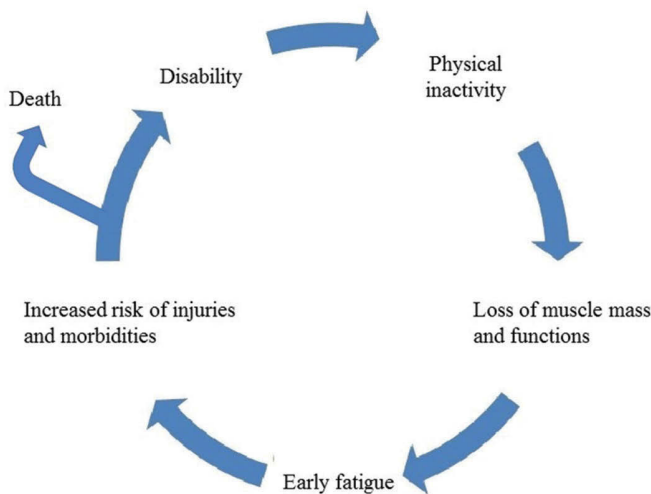 Disability
Physical
inactivity
Death
Loss of muscle mass
and functions
Increased risk of injuries
and morbidities
Early fatigue